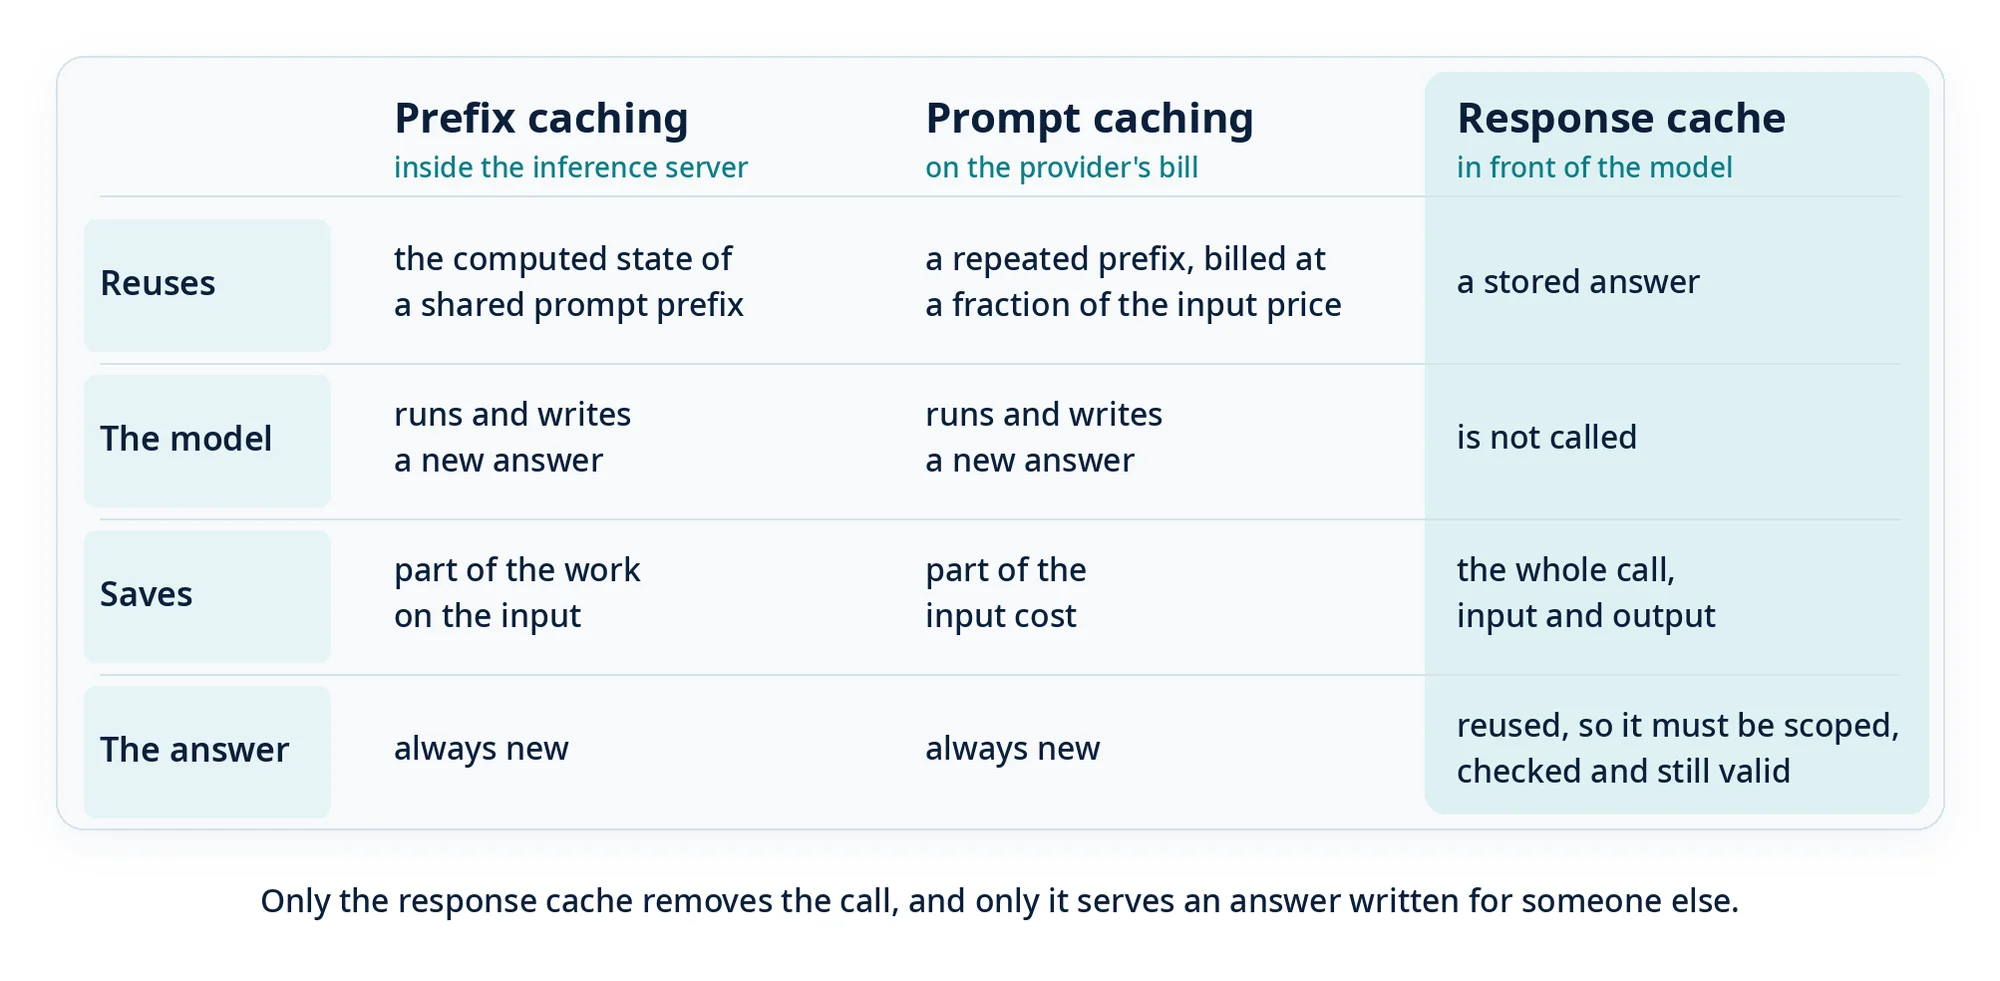 Prefix caching
inside the inference server
Prompt caching
on the provider's bill
Response cache
in front of the model
Reuses
the computed state of
a shared prompt prefix
a repeated prefix, billed at
a fraction of the input price
a stored answer
The model
runs and writes
a new answer
runs and writes
a new answer
is not called
Saves
part of the work
on the input
part of the
input cost
the whole call,
input and output
The answer
always new
always new
reused, so it must be scoped,
checked and still valid
Only the response cache removes the call, and only it serves an answer written for someone else.